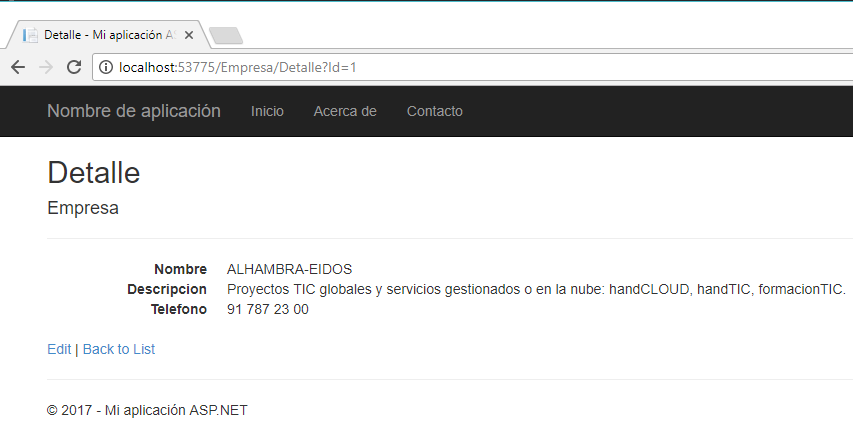 Detalle - Mi aplicación AS
localhost:53775/Empresa/Detalle?Id=1
Nombre de aplicación Inicio Acerca de Contacto
Detalle
Empresa
Nombre ALHAMBRA-EIDOS
Descripcion Proyectos TIC globales y servicios gestionados o en la nube: handCLOUD, handTIC, formacionTIC.
Telefono 91 787 23 00
Edit | Back to List
© 2017 - Mi aplicación ASP.NET